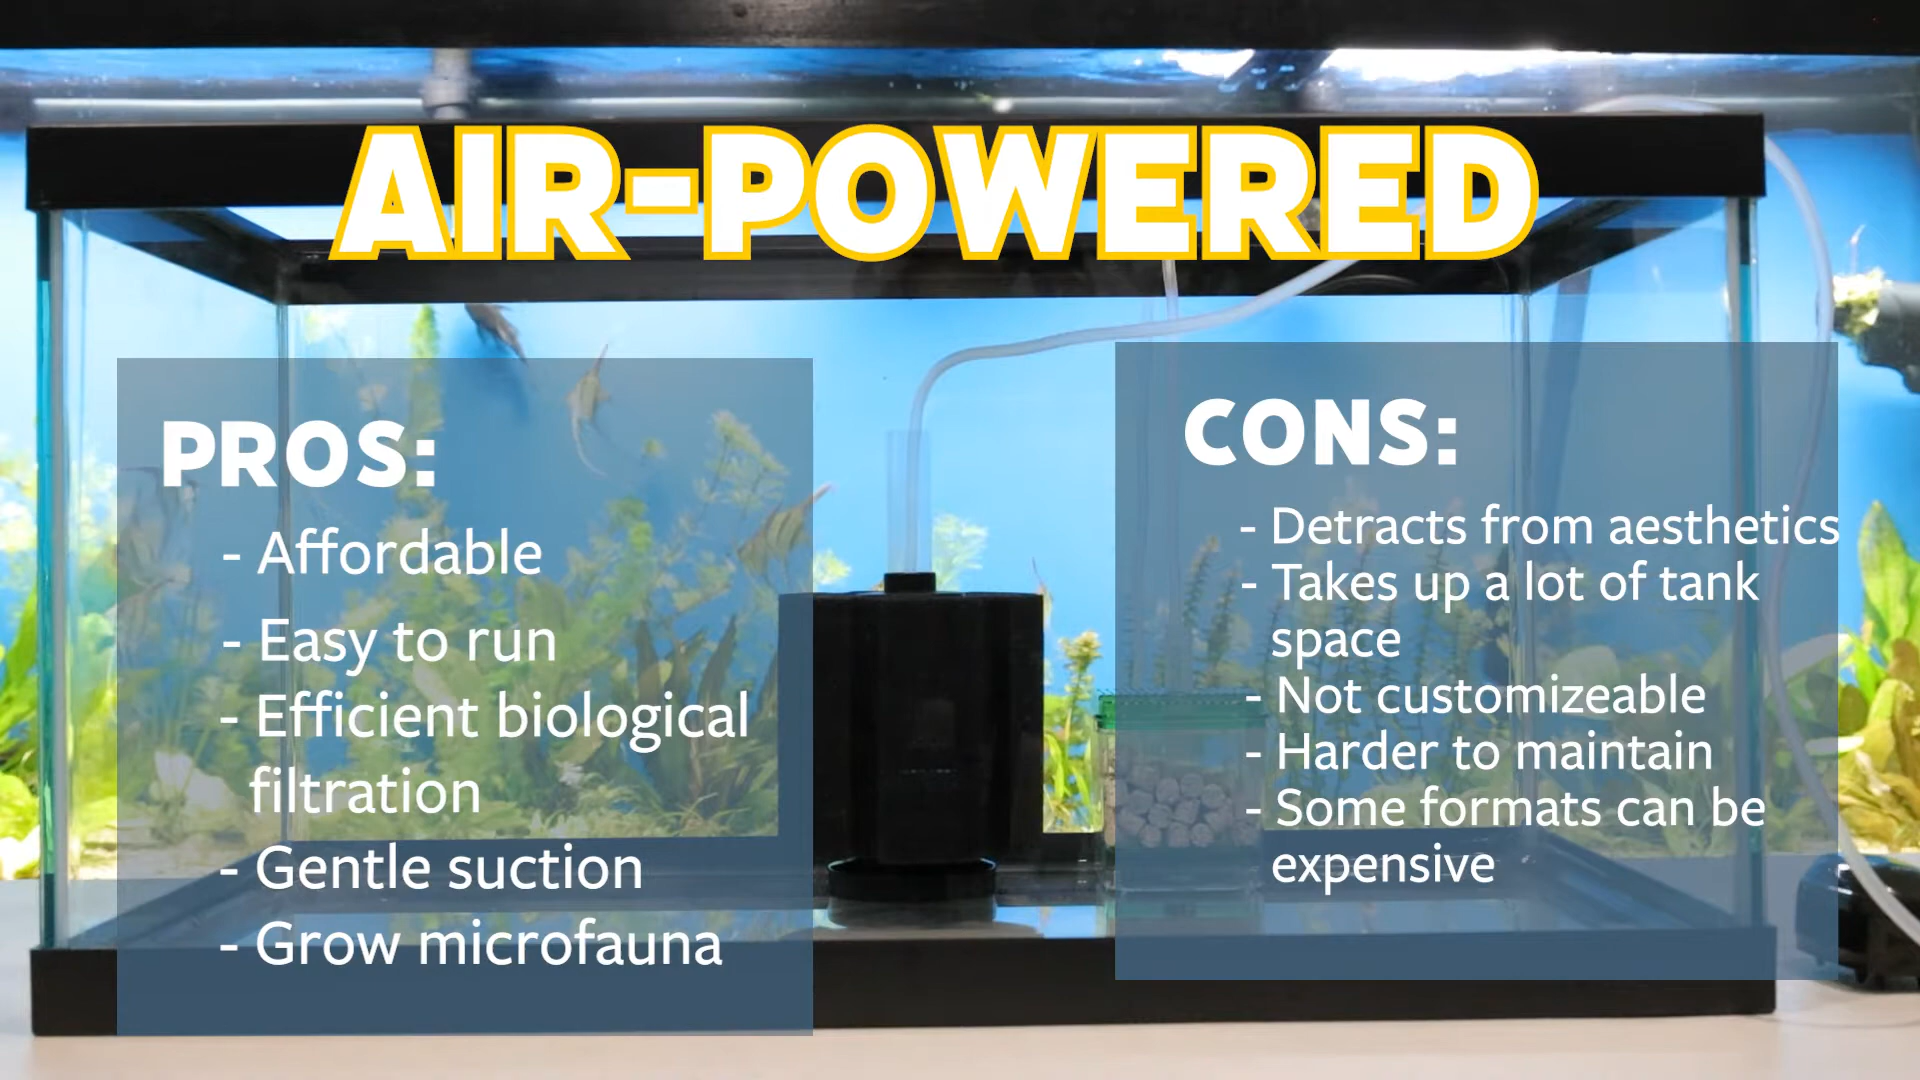 AIR-POWERED
PROS:
- Affordable
- Easy to run
- Efficient biological
filtration
- Gentle suction
- Grow microfauna
CONS:
- Detracts from aesthetics
- Takes up a lot of tank
space
- Not customizeable
- Harder to maintain
- Some formats can be
expensive